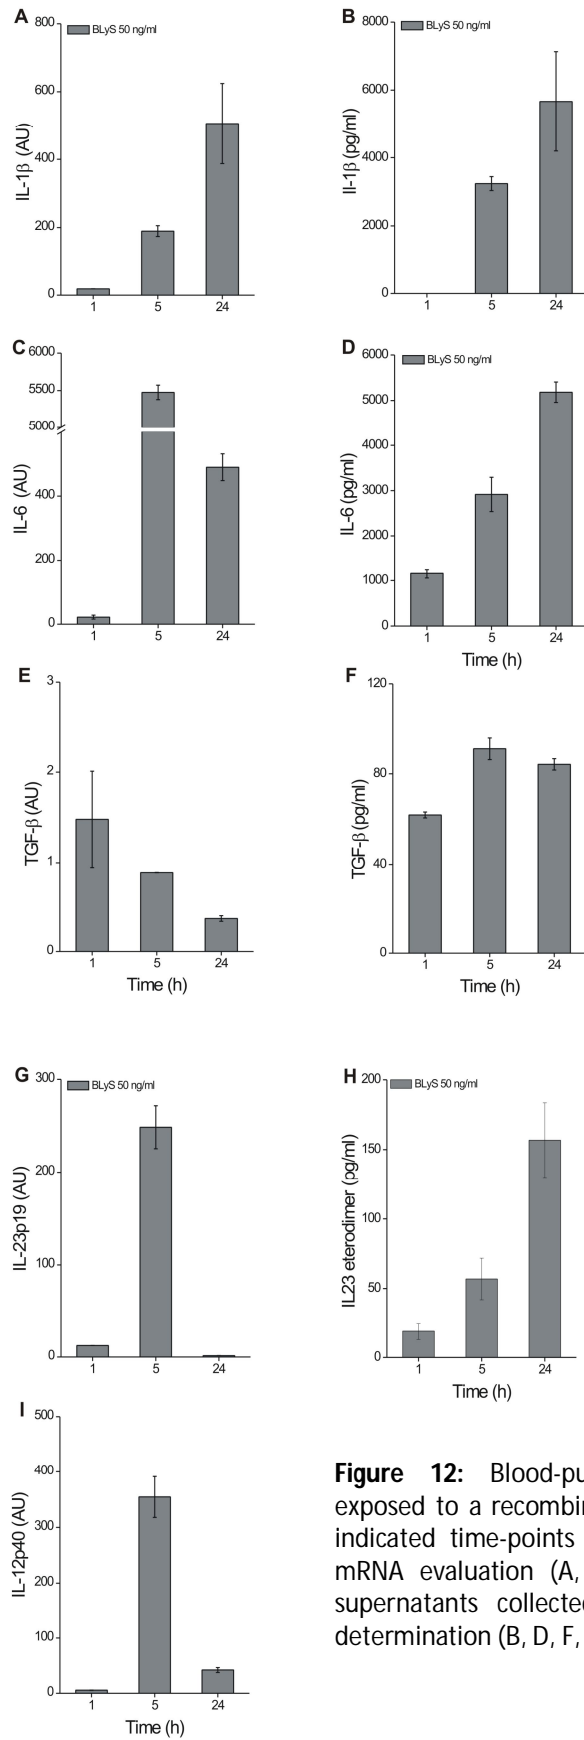 A
BLyS 50 ng/ml
IL-1β (AU)
800
600
400
200
0
1 5 24
B
BLyS 50 ng/ml
Il-1β (pg/ml)
8000
6000
4000
2000
0
1 5 24
C
IL-6 (AU)
6000
5500
5000
400
200
0
1 5 24
D
BLyS 50 ng/ml
IL-6 (pg/ml)
6000
5000
4000
3000
2000
1000
0
1 5 24
Time (h)
E
TGF-β (AU)
3
2
1
0
1 5 24
Time (h)
F
TGF-β (pg/ml)
120
80
40
0
1 5 24
Time (h)
G
BLyS 50 ng/ml
IL-23p19 (AU)
300
200
100
0
1 5 24
H
BLyS 50 ng/ml
IL23 eterodimer (pg/ml)
200
150
100
50
0
1 5 24
Time (h)
I
IL-12p40 (AU)
500
400
300
200
100
0
1 5 24
Time (h)
Figure 12: Blood-pu
exposed to a recombin
indicated time-points
mRNA evaluation (A,
supernatants collected
determination (B, D, F,